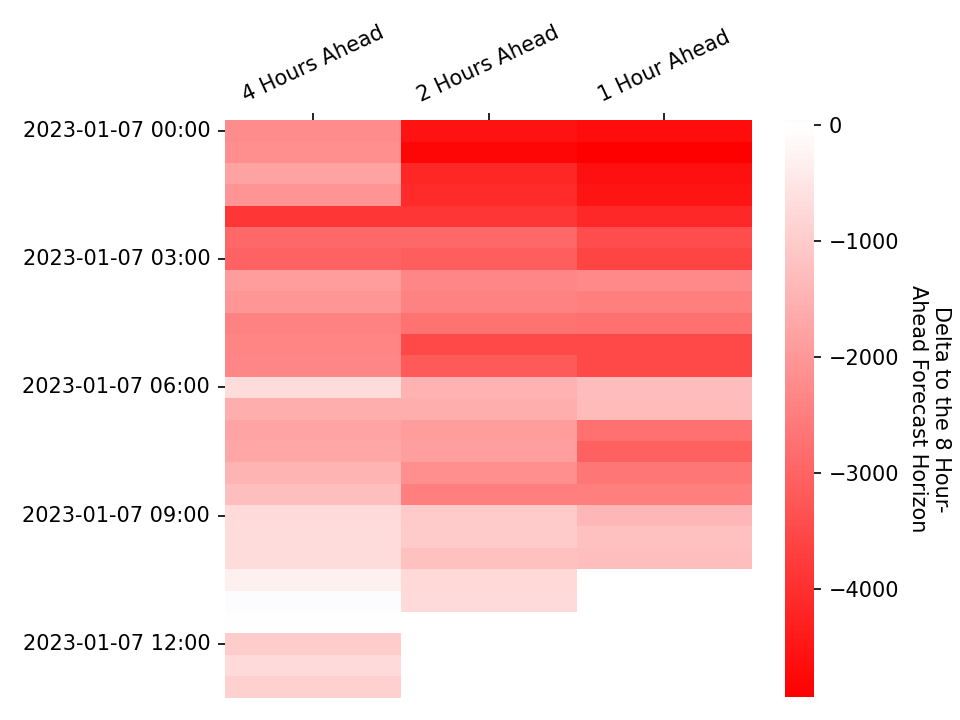 4 Hours Ahead
2 Hours Ahead
1 Hour Ahead
2023-01-07 00:00
2023-01-07 03:00
2023-01-07 06:00
2023-01-07 09:00
2023-01-07 12:00
0
−1000
−2000
−3000
−4000
Delta to the 8 Hour-
Ahead Forecast Horizon